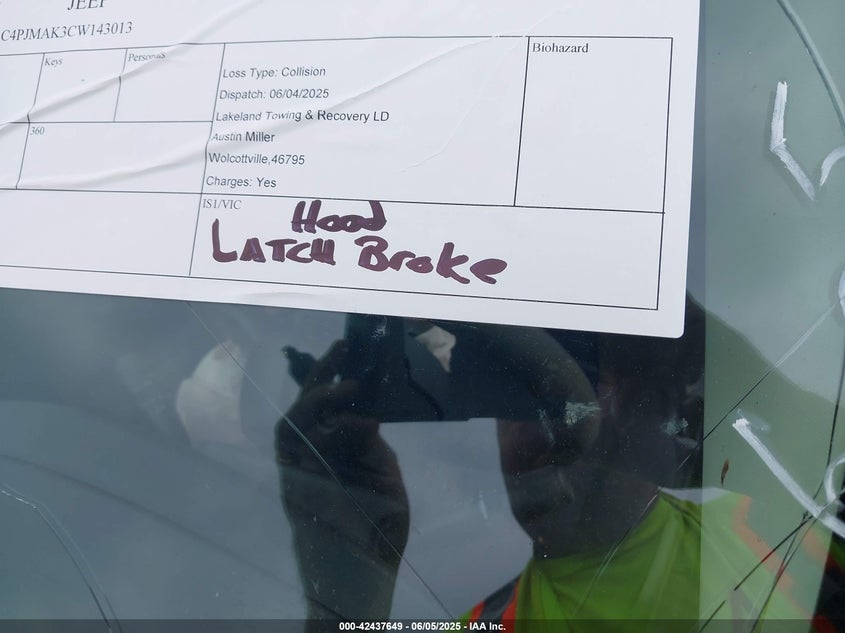 JEEP
C4PJMAK3CW143013
Keys
Personals
Biohazard
Loss Type: Collision
Dispatch: 06/04/2025
Lakeland Towing & Recovery LD
360
Austin Miller
Wolcottville,46795
Charges: Yes
IS1/VIC
Hood
LATCH Broke
000-42437649 - 06/05/2025 - IAA Inc.